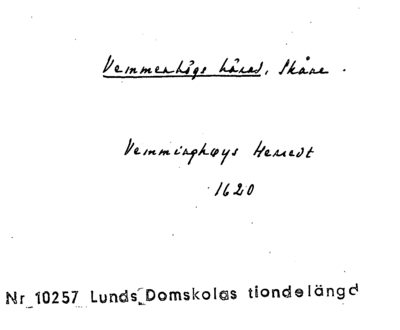 Vemmenhögs härad, Skåne.
Vemminghøys Herredt
1620
Nr 10257 Lunds Domskolas tiondelängd